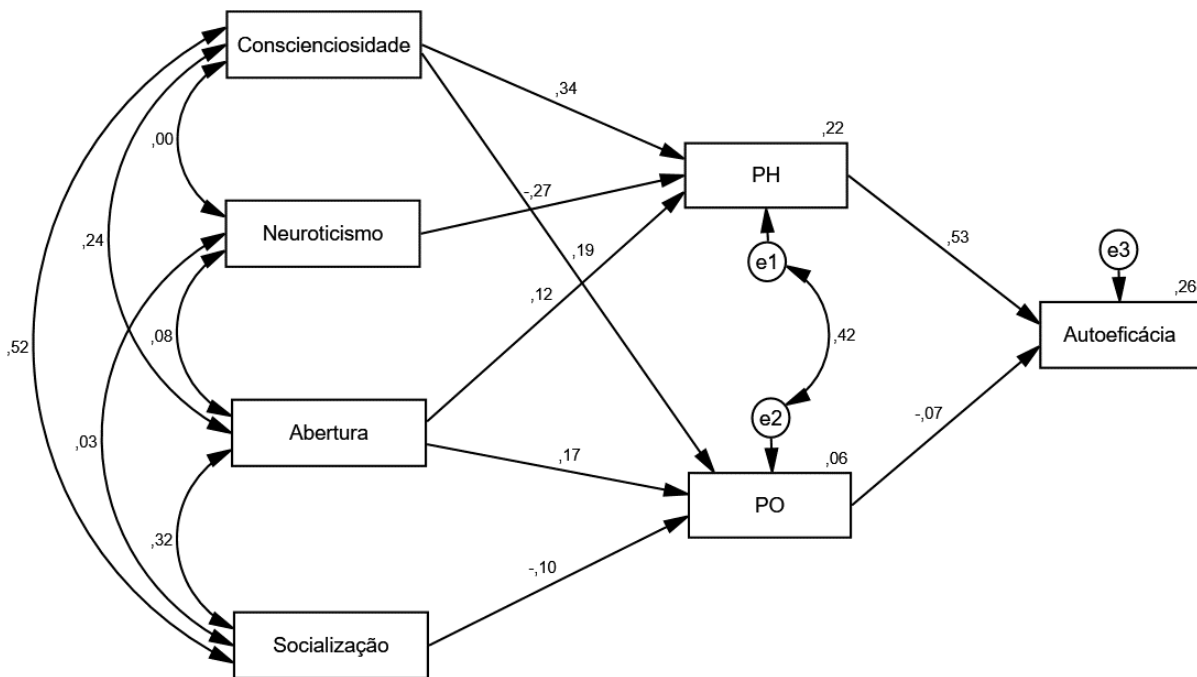 Conscienciosidade
,34
,22
,00
PH
-,27
Neuroticismo
,24
,19
,53
e1
e3
,12
,26
,08
,42
Autoeficácia
,52
Abertura
e2
,03
-,07
,17
,06
PO
,32
-,10
Socialização